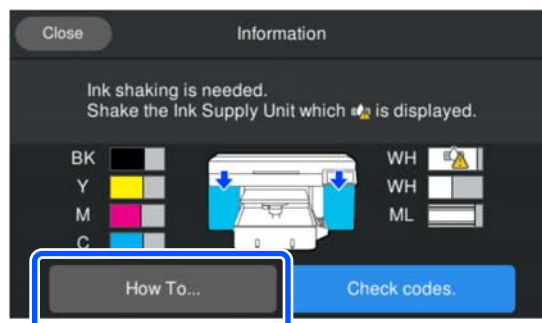 Close
Information
Ink shaking is needed.
Shake the Ink Supply Unit which is displayed.
BK
WH
Y
WH
M
ML
C
How To...
Check codes.